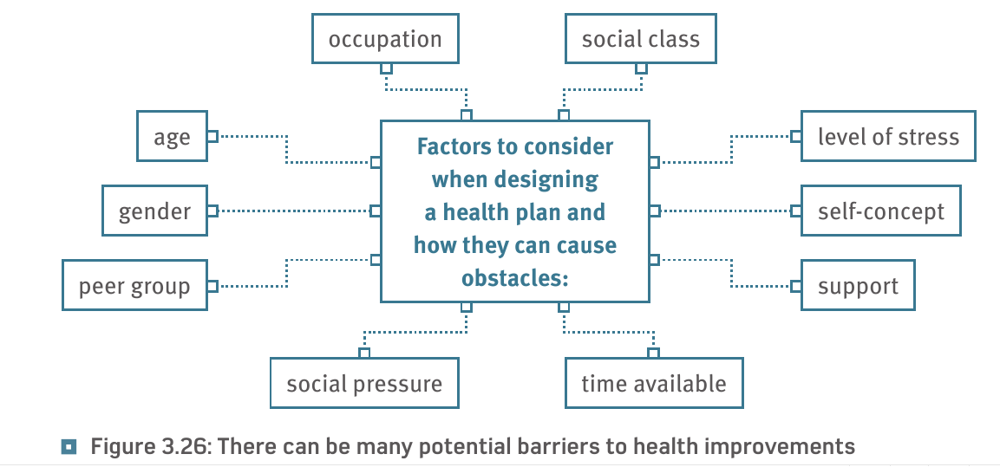 occupation
social class
age
level of stress
gender
self-concept
peer group
support
Factors to consider
when designing
a health plan and
how they can cause
obstacles:
social pressure
time available
Figure 3.26: There can be many potential barriers to health improvements